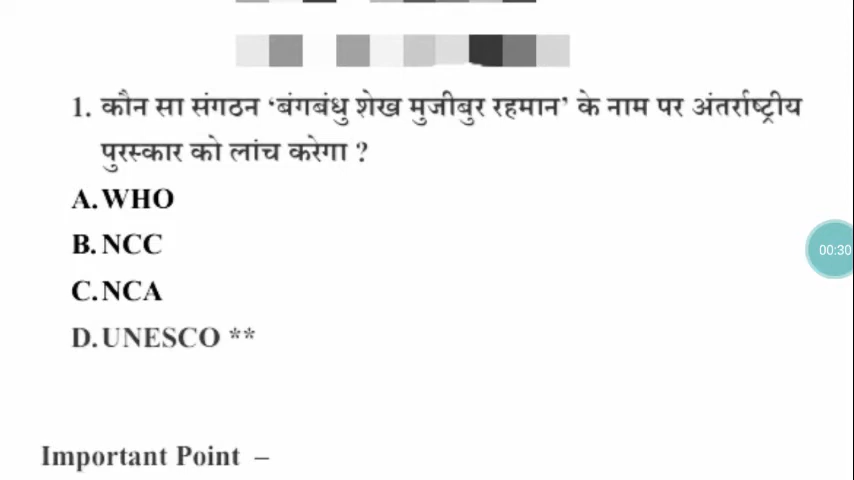 1. कौन सा संगठन ‘बंगबंधु शेख मुजीबुर रहमान’ के नाम पर अंतर्राष्ट्रीय
पुरस्कार को लांच करेगा ?
A. WHO
B. NCC
C. NCA
D. UNESCO **
00:30
Important Point –